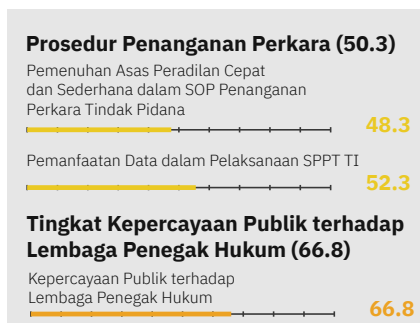 Prosedur Penanganan Perkara (50.3)
Pemenuhan Asas Peradilan Cepat
dan Sederhana dalam SOP Penanganan
Perkara Tindak Pidana
48.3
Pemanfaatan Data dalam Pelaksanaan SPPT TI
52.3
Tingkat Kepercayaan Publik terhadap
Lembaga Penegak Hukum (66.8)
Kepercayaan Publik terhadap
Lembaga Penegak Hukum
66.8